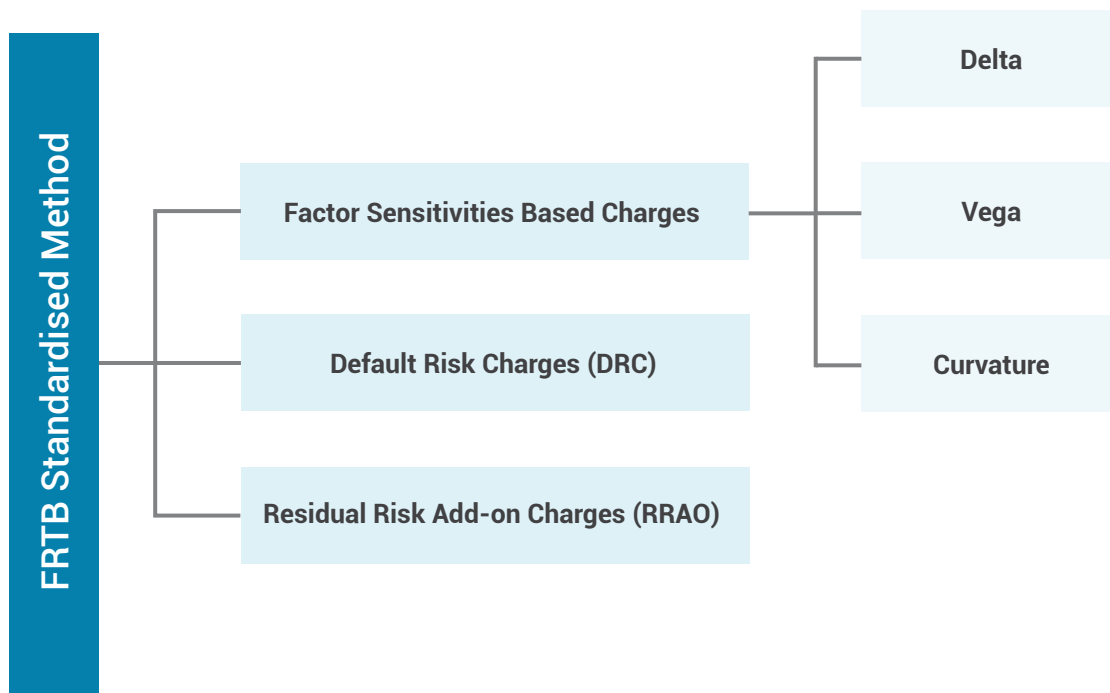 FRTB Standardised Method
Factor Sensitivities Based Charges
Default Risk Charges (DRC)
Residual Risk Add-on Charges (RRAO)
Delta
Vega
Curvature